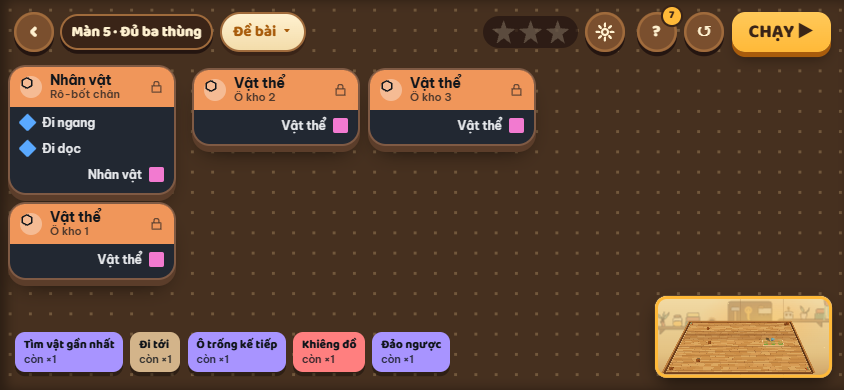 Màn 5 · Đủ ba thùng
Đề bài
?
7
CHẠY
Nhân vật
Rô-bốt chân
Đi ngang
Đi dọc
Nhân vật
Vật thể
Ô kho 2
Vật thể
Vật thể
Ô kho 3
Vật thể
Vật thể
Ô kho 1
Vật thể
Tìm vật gần nhất
còn ×1
Đi tới
còn ×1
Ô trống kế tiếp
còn ×1
Khiêng đồ
còn ×1
Đảo ngược
còn ×1